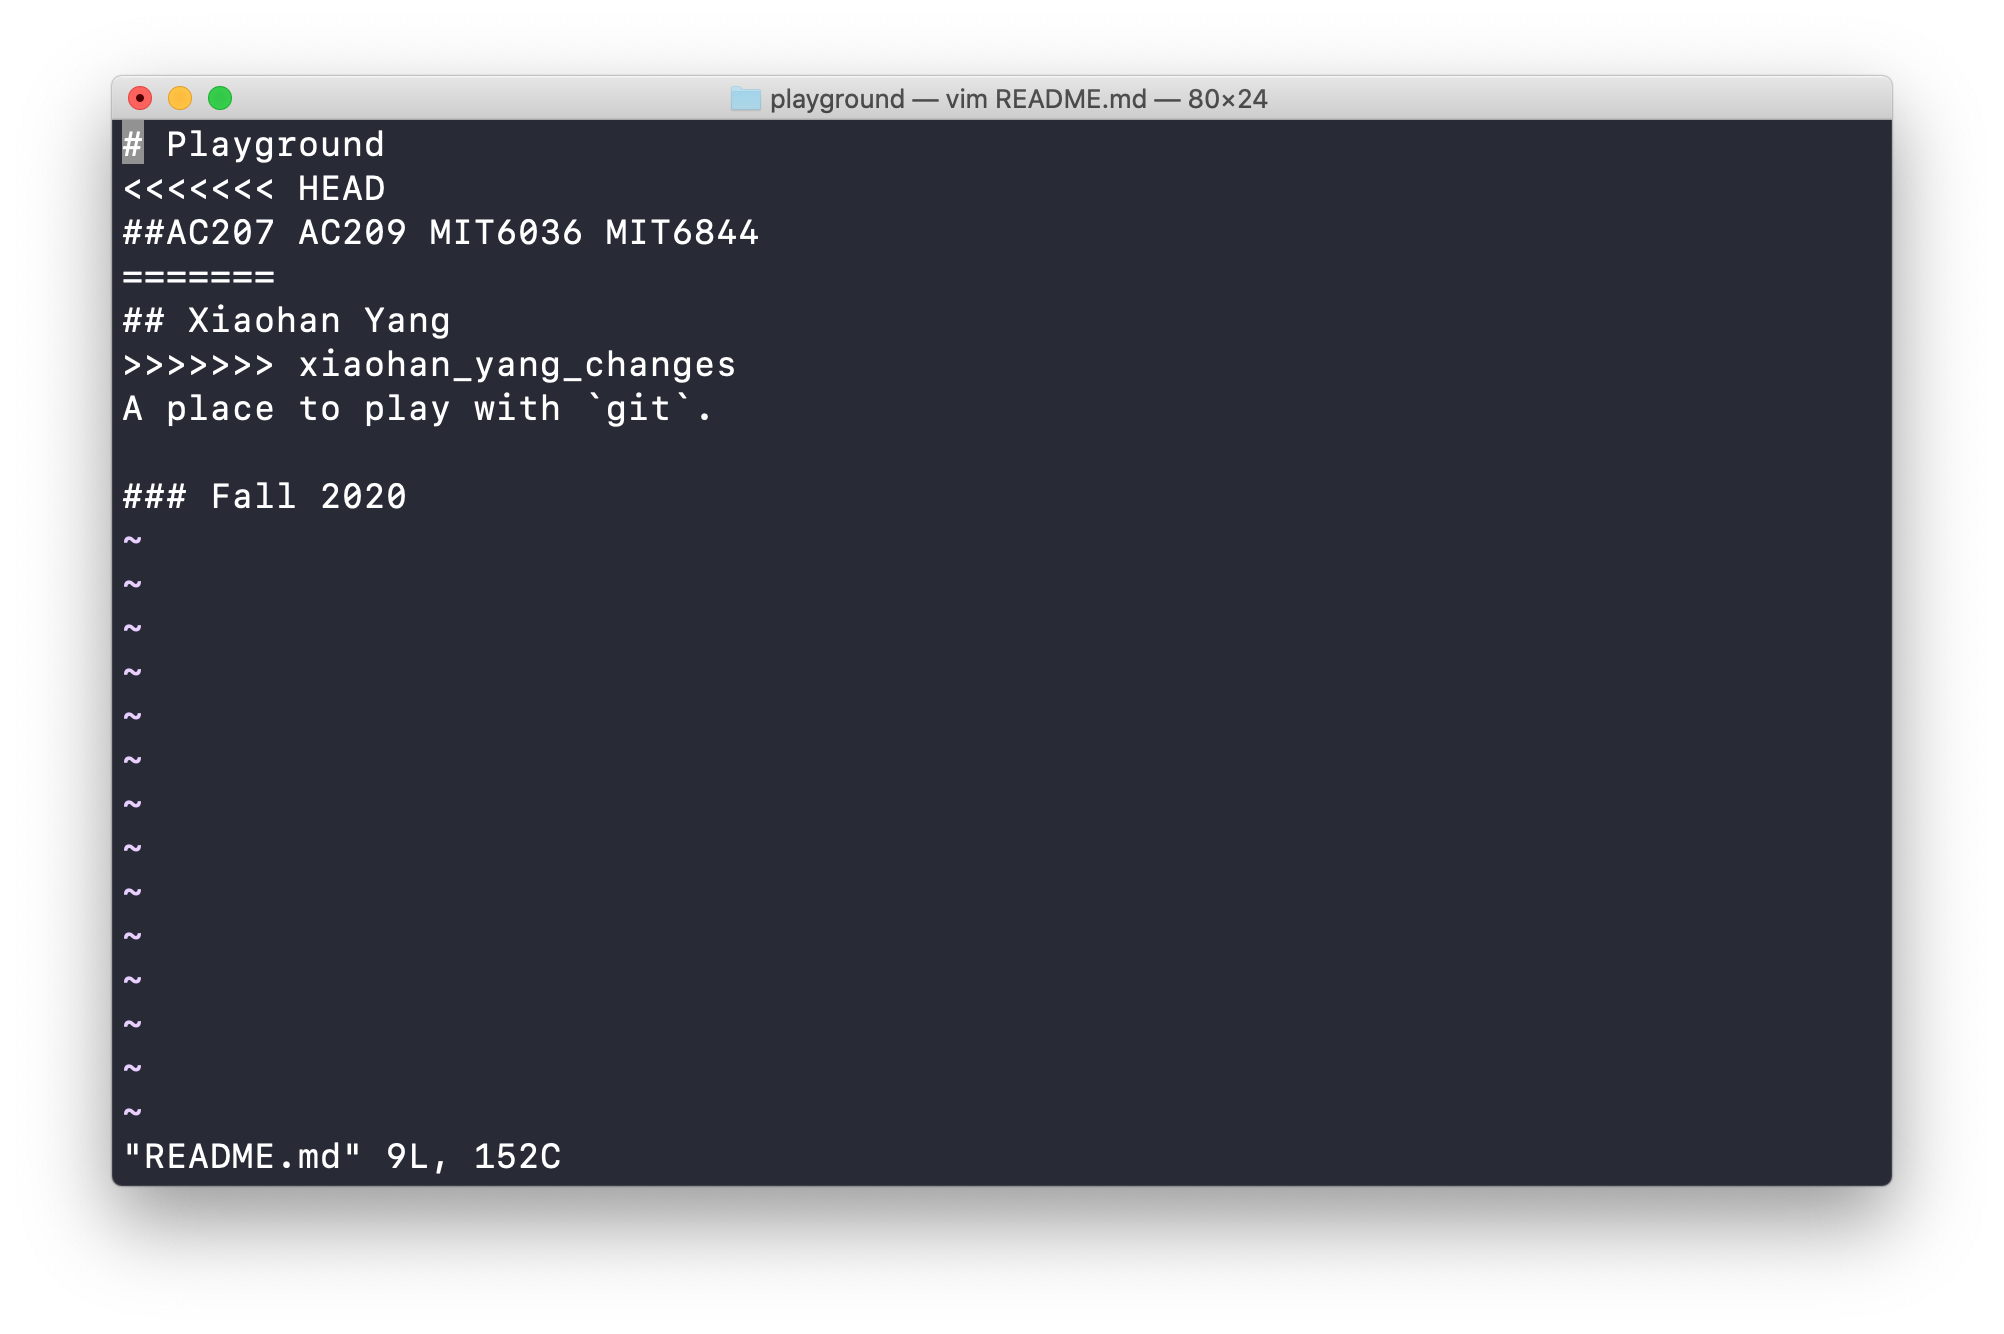 playground — vim README.md — 80×24
# Playground
<<<<<<< HEAD
##AC207 AC209 MIT6036 MIT6844
=======
## Xiaohan Yang
>>>>>>> xiaohan_yang_changes
A place to play with `git`.

### Fall 2020
~
~
~
~
~
~
~
~
~
~
~
~
~
~
"README.md" 9L, 152C